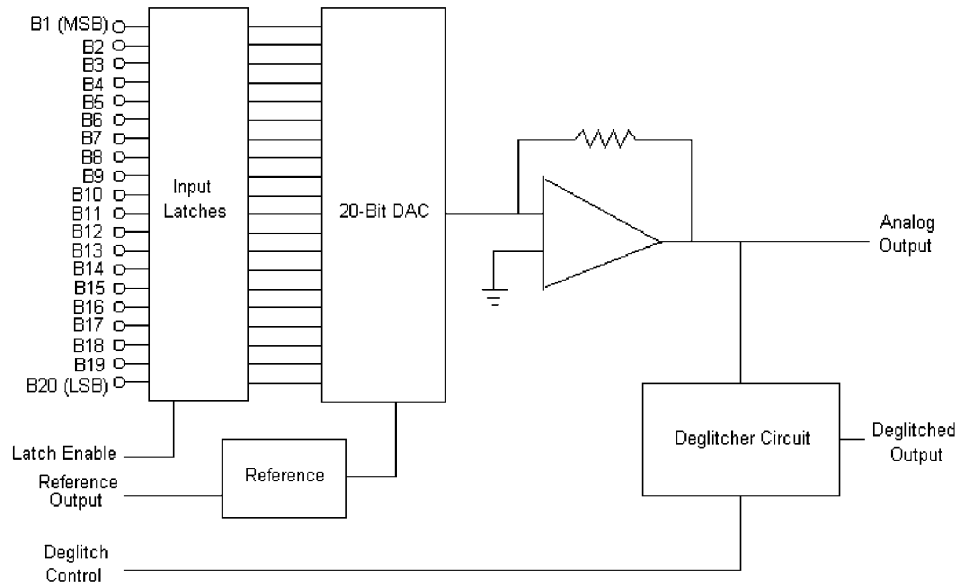 B1 (MSB)
B2
B3
B4
B5
B6
B7
B8
B9
B10
B11
B12
B13
B14
B15
B16
B17
B18
B19
B20 (LSB)
Input
Latches
20-Bit DAC
Analog
Output
Latch Enable
Reference
Output
Reference
Deglitcher Circuit
Deglitched
Output
Deglitch
Control